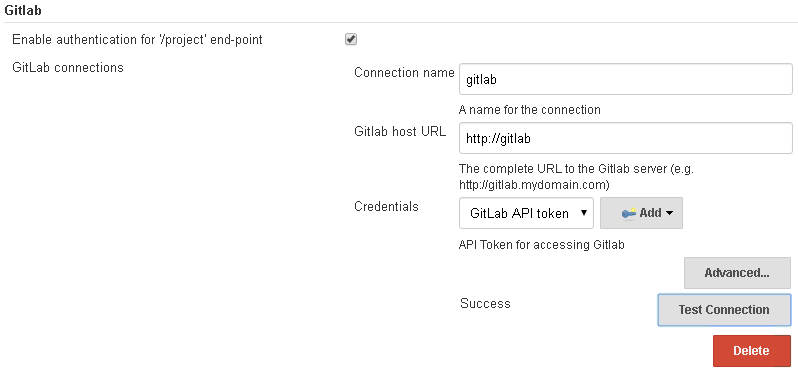 Gitlab
Enable authentication for '/project' end-point
GitLab connections
Connection name
gitlab
A name for the connection
Gitlab host URL
http://gitlab
The complete URL to the Gitlab server (e.g.
http://gitlab.mydomain.com)
Credentials
GitLab API token
Add
API Token for accessing Gitlab
Advanced...
Success
Test Connection
Delete